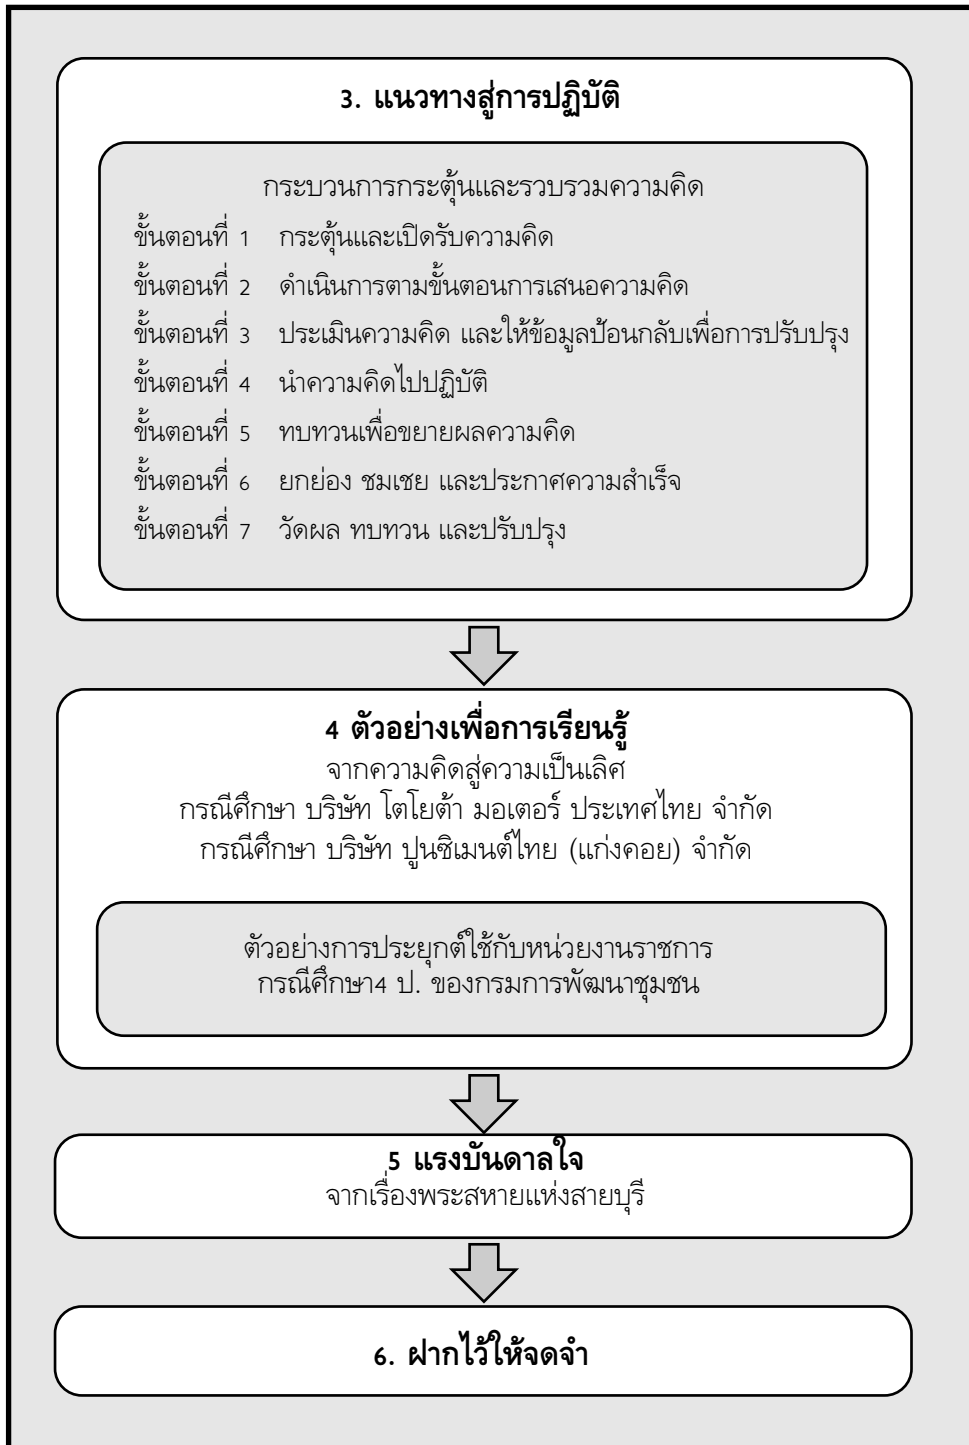 3. แนวทางสู่การปฏิบัติ
กระบวนการกระตุ้นและรวบรวมความคิด
ขั้นตอนที่ 1 กระตุ้นและเปิดรับความคิด
ขั้นตอนที่ 2 ดำเนินการตามขั้นตอนการเสนอความคิด
ขั้นตอนที่ 3 ประเมินความคิด และให้ข้อมูลป้อนกลับเพื่อการปรับปรุง
ขั้นตอนที่ 4 นำความคิดไปปฏิบัติ
ขั้นตอนที่ 5 ทบทวนเพื่อขยายผลความคิด
ขั้นตอนที่ 6 ยกย่อง ชมเชย และประกาศความสำเร็จ
ขั้นตอนที่ 7 วัดผล ทบทวน และปรับปรุง
4 ตัวอย่างเพื่อการเรียนรู้
จากความคิดสู่ความเป็นเลิศ
กรณีศึกษา บริษัท โตโยต้า มอเตอร์ ประเทศไทย จำกัด
กรณีศึกษา บริษัท ปูนซิเมนต์ไทย (แก่งคอย) จำกัด
ตัวอย่างการประยุกต์ใช้กับหน่วยงานราชการ
กรณีศึกษา4 ป. ของกรมการพัฒนาชุมชน
5 แรงบันดาลใจ
จากเรื่องพระสหายแห่งสายบุรี
6. ฝากไว้ให้จดจำ